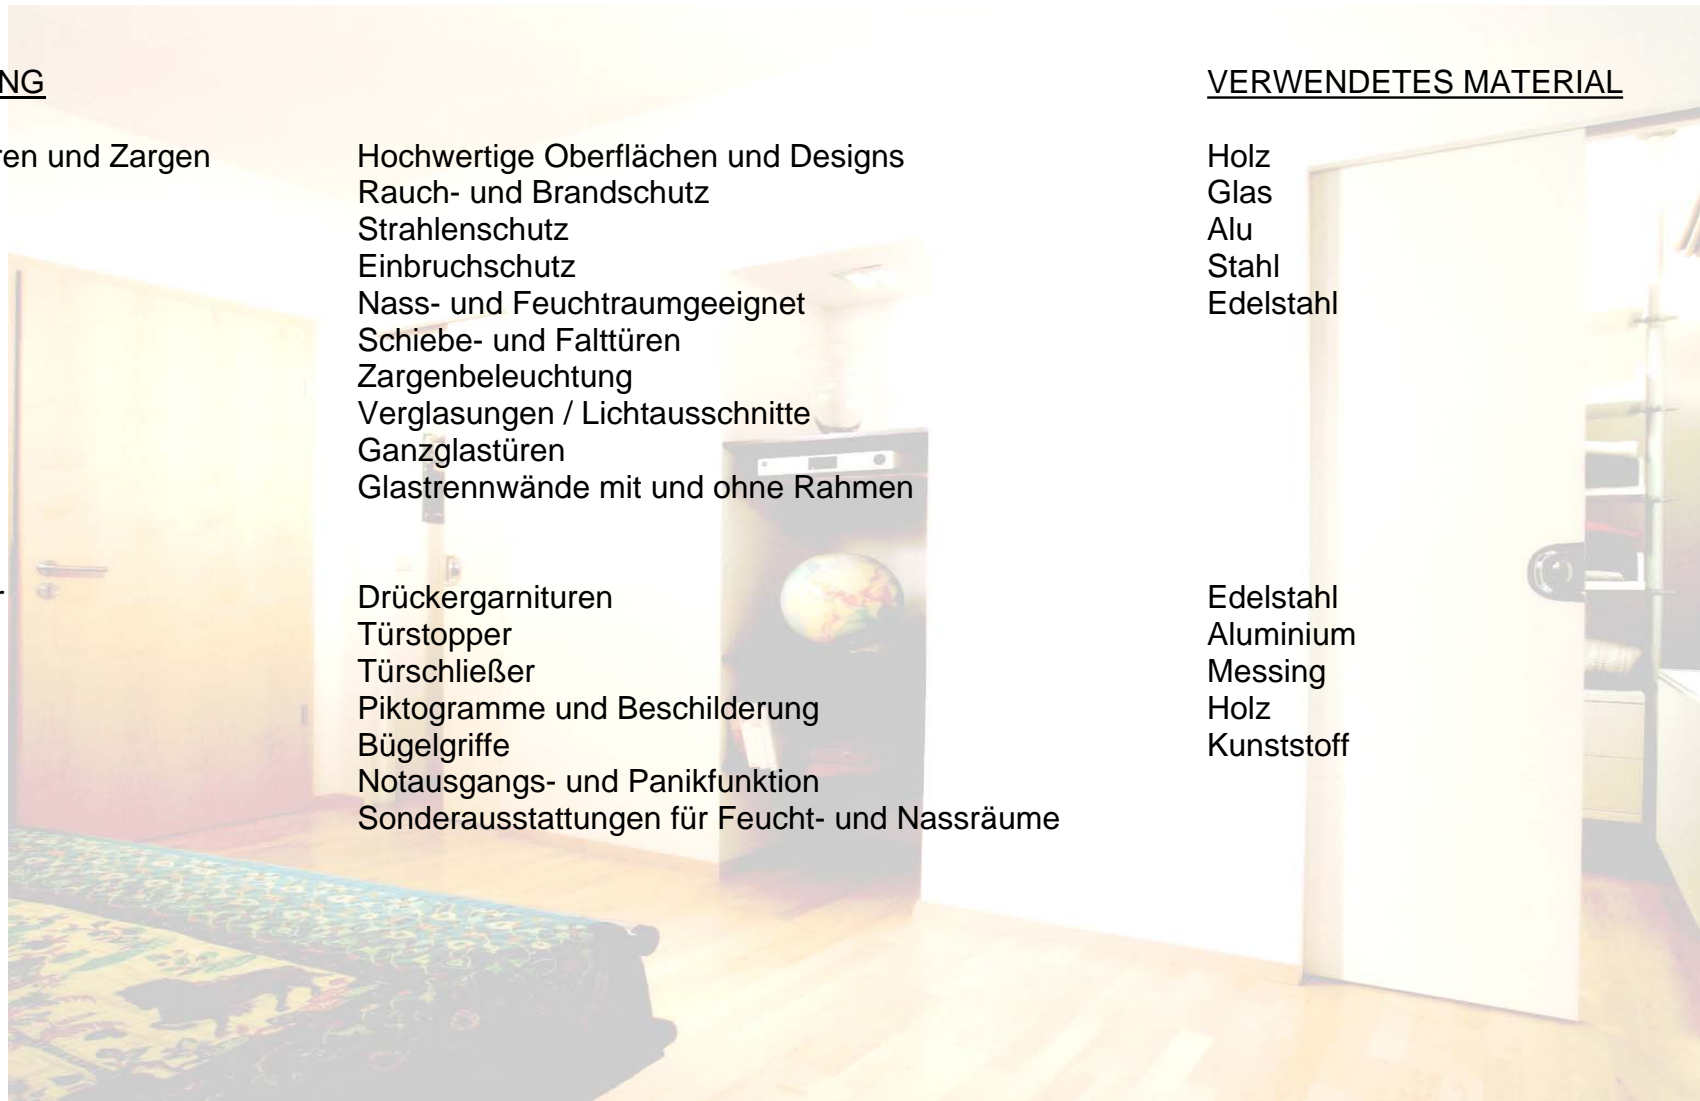 NG
VERWENDETES MATERIAL
ren und Zargen
Hochwertige Oberflächen und Designs
Holz
Rauch- und Brandschutz
Glas
Strahlenschutz
Alu
Einbruchschutz
Stahl
Nass- und Feuchtraumgeeignet
Edelstahl
Schiebe- und Falttüren
Zargenbeleuchtung
Verglasungen / Lichtausschnitte
Ganzglastüren
Glastrennwände mit und ohne Rahmen
r
Drückergarnituren
Edelstahl
Türstopper
Aluminium
Türschließer
Messing
Piktogramme und Beschilderung
Holz
Bügelgriffe
Kunststoff
Notausgangs- und Panikfunktion
Sonderausstattungen für Feucht- und Nassräume